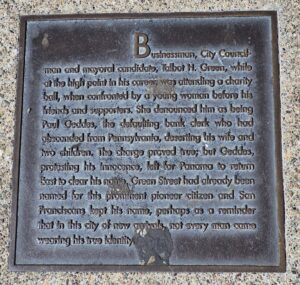 Businessman, City Council-
man and mayoral candidate, Talbot H. Green, while
at the high point in his career, was attending a charity
ball, when confronted by a young woman before his
friends and supporters. She denounced him as being
Paul Geddes, the defaulting bank clerk who had
absconded from Pennsylvania, deserting his wife and
two children. The charge proved true; but Geddes,
protesting his innocence, left for Panama to return
East to clear his name. Green Street had already been
named for this prominent pioneer citizen and San
Franciscans kept his name, perhaps as a reminder
that in this city of new arrivals, not every man came
wearing his true identity.